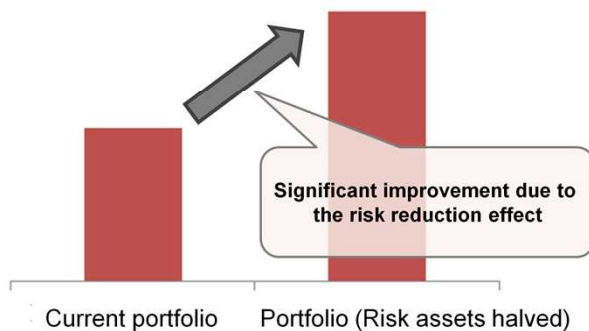 Significant improvement due to
the risk reduction effect
Current portfolio
Portfolio (Risk assets halved)